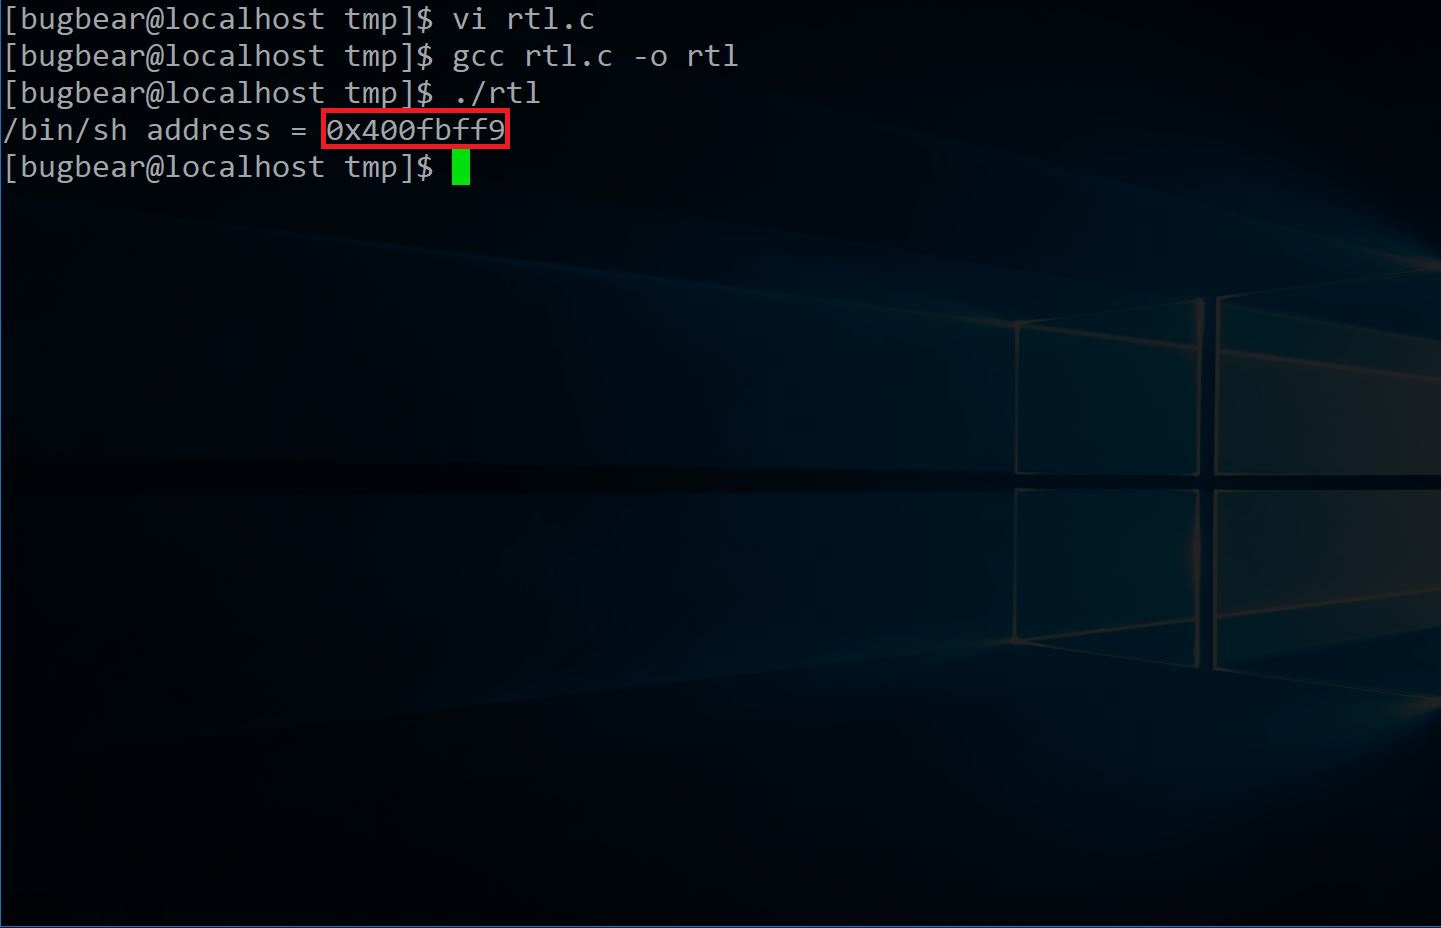 [bugbear@localhost tmp]$ vi rtl.c
[bugbear@localhost tmp]$ gcc rtl.c -o rtl
[bugbear@localhost tmp]$ ./rtl
/bin/sh address = 0x400fbff9
[bugbear@localhost tmp]$